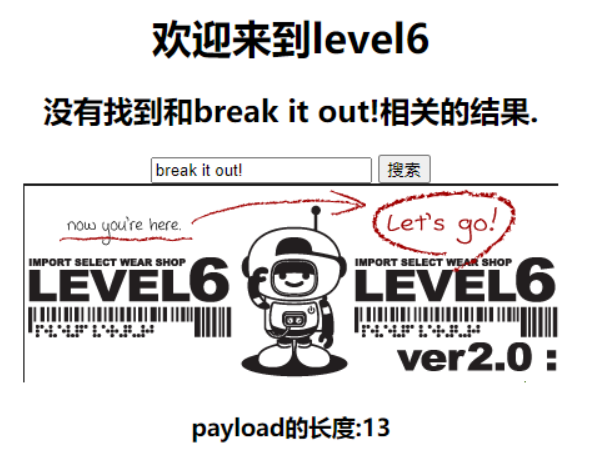 欢迎来到level6
没有找到和break it out!相关的结果.
break it out! 搜索
now you're here. Let's go!
IMPORT SELECT WEAR SHOP IMPORT SELECT WEAR SHOP
LEVEL6 LEVEL6
ver2.0 :
payload的长度:13